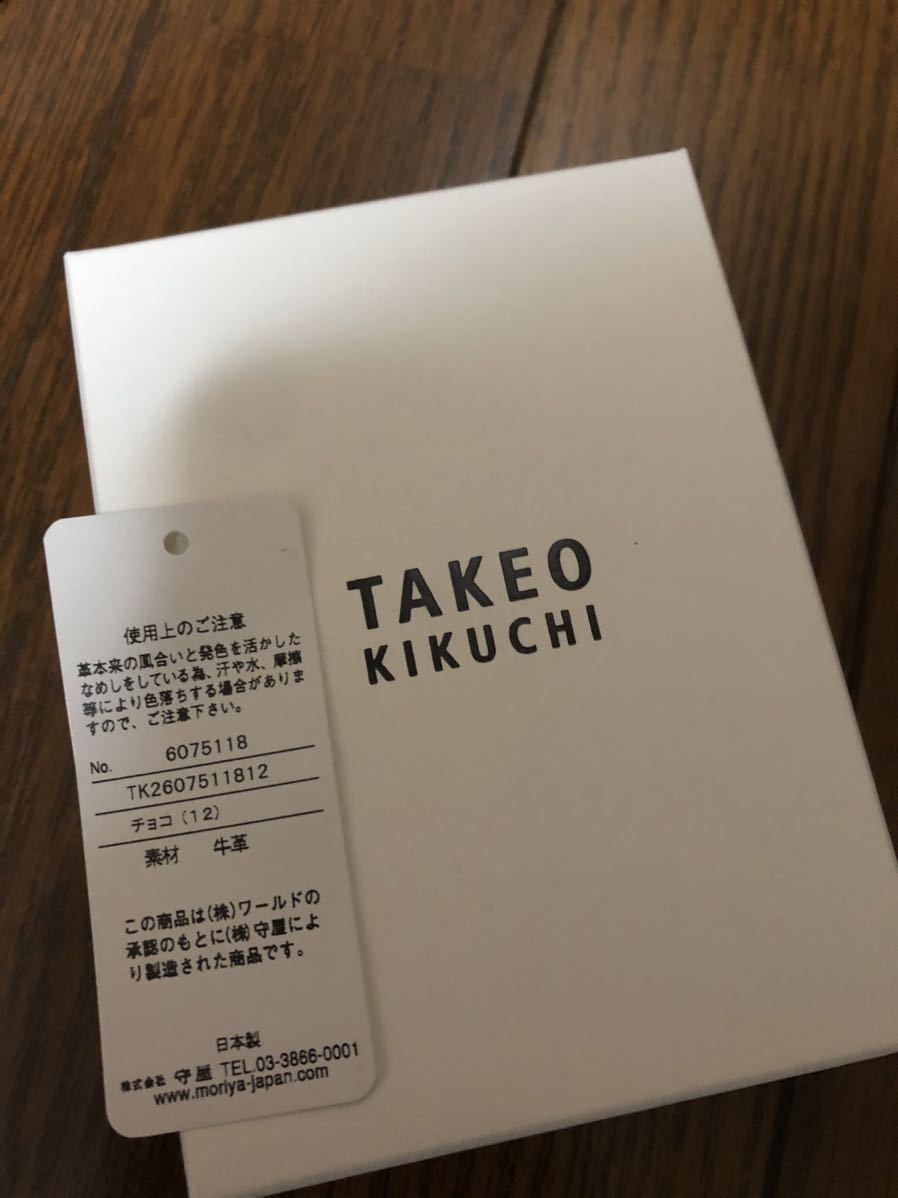 TAKEO
KIKUCHI
使用上のご注意
革本来の風合いと発色を活かした
なめしをしている為、汗や水、摩擦
等により色落ちする場合がありま
すので、ご注意下さい。
No. 6075118
TK2607511812
チョコ(12)
素材 牛革
この商品は(株)ワールドの
承認のもとに(株)守屋によ
り製造された商品です。
日本製
株式会社 守屋 TEL.03-3866-0001
www.moriya-japan.com